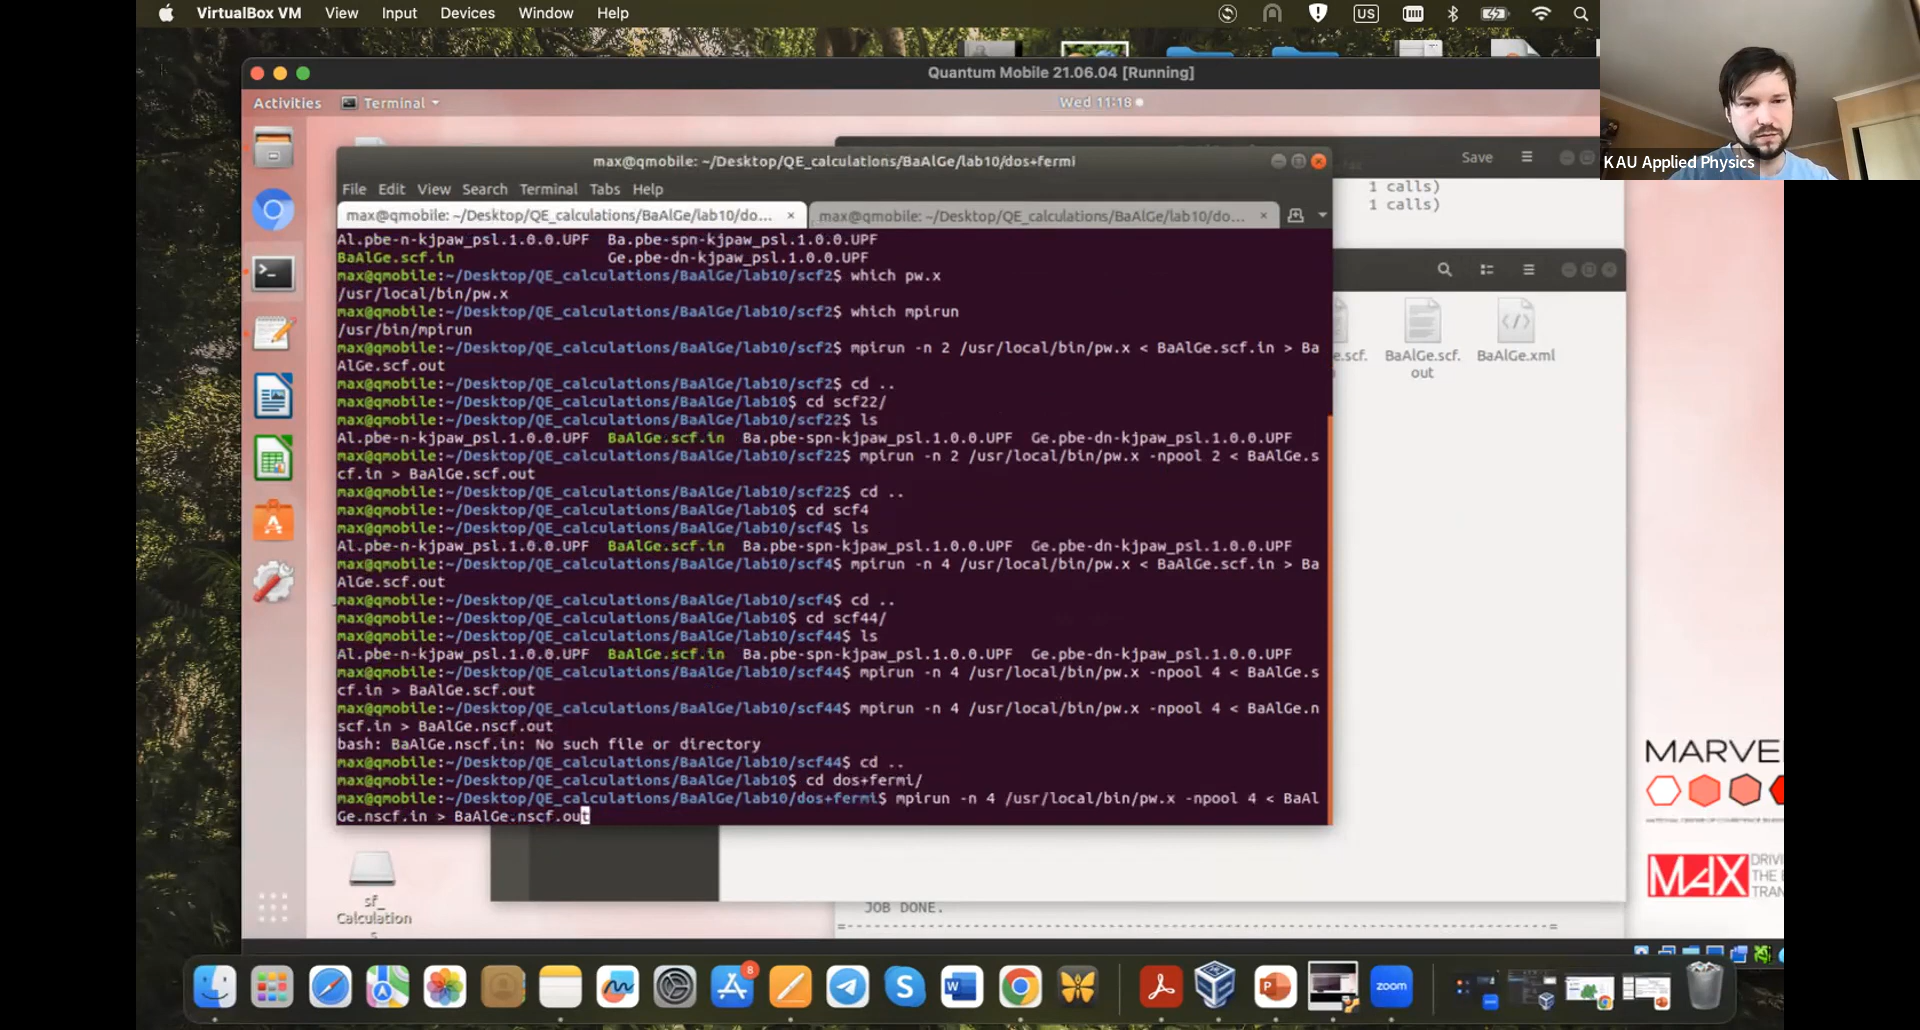 VirtualBox VM View Input Devices Window Help
US
Quantum Mobile 21.06.04 [Running]
Activities Terminal Wed 11:18
KAU Applied Physics
max@qmobile: ~/Desktop/QE_calculations/BaAlGe/lab10/dos+fermi
Save
File Edit View Search Terminal Tabs Help
1 calls)
1 calls)
max@qmobile: ~/Desktop/QE_calculations/BaAlGe/lab10/do... × max@qmobile: ~/Desktop/QE_calculations/BaAlGe/lab10/do... ×
Al.pbe-n-kjpaw_psl.1.0.0.UPF Ba.pbe-spn-kjpaw_psl.1.0.0.UPF
BaAlGe.scf.in Ge.pbe-dn-kjpaw_psl.1.0.0.UPF
max@qmobile:~/Desktop/QE_calculations/BaAlGe/lab10/scf2$ which pw.x
/usr/local/bin/pw.x
max@qmobile:~/Desktop/QE_calculations/BaAlGe/lab10/scf2$ which mpirun
/usr/bin/mpirun
max@qmobile:~/Desktop/QE_calculations/BaAlGe/lab10/scf2$ mpirun -n 2 /usr/local/bin/pw.x < BaAlGe.scf.in > Ba
AlGe.scf.out
max@qmobile:~/Desktop/QE_calculations/BaAlGe/lab10/scf2$ cd ..
max@qmobile:~/Desktop/QE_calculations/BaAlGe/lab10$ cd scf22/
max@qmobile:~/Desktop/QE_calculations/BaAlGe/lab10/scf22$ ls
Al.pbe-n-kjpaw_psl.1.0.0.UPF BaAlGe.scf.in Ba.pbe-spn-kjpaw_psl.1.0.0.UPF Ge.pbe-dn-kjpaw_psl.1.0.0.UPF
max@qmobile:~/Desktop/QE_calculations/BaAlGe/lab10/scf22$ mpirun -n 2 /usr/local/bin/pw.x -npool 2 < BaAlGe.s
cf.in > BaAlGe.scf.out
max@qmobile:~/Desktop/QE_calculations/BaAlGe/lab10/scf22$ cd ..
max@qmobile:~/Desktop/QE_calculations/BaAlGe/lab10$ cd scf4
max@qmobile:~/Desktop/QE_calculations/BaAlGe/lab10/scf4$ ls
Al.pbe-n-kjpaw_psl.1.0.0.UPF BaAlGe.scf.in Ba.pbe-spn-kjpaw_psl.1.0.0.UPF Ge.pbe-dn-kjpaw_psl.1.0.0.UPF
max@qmobile:~/Desktop/QE_calculations/BaAlGe/lab10/scf4$ mpirun -n 4 /usr/local/bin/pw.x < BaAlGe.scf.in > Ba
AlGe.scf.out
max@qmobile:~/Desktop/QE_calculations/BaAlGe/lab10/scf4$ cd ..
max@qmobile:~/Desktop/QE_calculations/BaAlGe/lab10$ cd scf44/
max@qmobile:~/Desktop/QE_calculations/BaAlGe/lab10/scf44$ ls
Al.pbe-n-kjpaw_psl.1.0.0.UPF BaAlGe.scf.in Ba.pbe-spn-kjpaw_psl.1.0.0.UPF Ge.pbe-dn-kjpaw_psl.1.0.0.UPF
max@qmobile:~/Desktop/QE_calculations/BaAlGe/lab10/scf44$ mpirun -n 4 /usr/local/bin/pw.x -npool 4 < BaAlGe.s
cf.in > BaAlGe.scf.out
max@qmobile:~/Desktop/QE_calculations/BaAlGe/lab10/scf44$ mpirun -n 4 /usr/local/bin/pw.x -npool 4 < BaAlGe.n
scf.in > BaAlGe.nscf.out
bash: BaAlGe.nscf.in: No such file or directory
max@qmobile:~/Desktop/QE_calculations/BaAlGe/lab10/scf44$ cd ..
max@qmobile:~/Desktop/QE_calculations/BaAlGe/lab10$ cd dos+fermi/
max@qmobile:~/Desktop/QE_calculations/BaAlGe/lab10/dos+fermi$ mpirun -n 4 /usr/local/bin/pw.x -npool 4 < BaAl
Ge.nscf.in > BaAlGe.nscf.out
e.scf. BaAlGe.scf. BaAlGe.xml
out
MARVE
MAX DRIVI
THE E
TRAN
sf_
Calculation
s
JOB DONE.
=------------------------------------------------------------------------------=
8
W
P
zoom